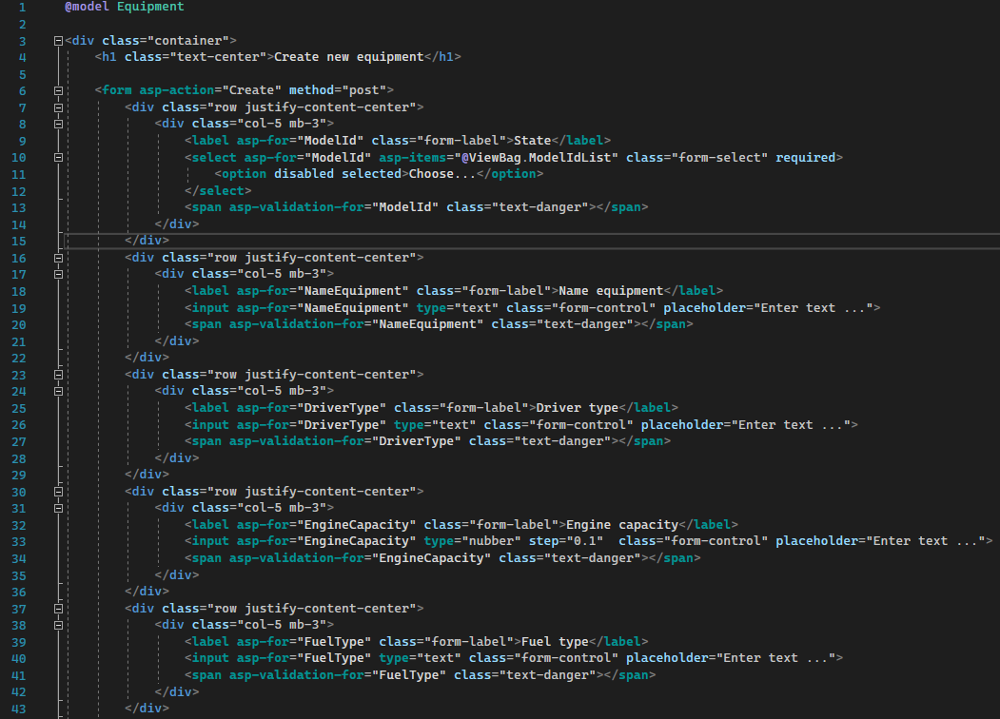 1 @model Equipment
2
3 <div class="container">
4 <h1 class="text-center">Create new equipment</h1>
5
6 <form asp-action="Create" method="post">
7 <div class="row justify-content-center">
8 <div class="col-5 mb-3">
9 <label asp-for="ModelId" class="form-label">State</label>
10 <select asp-for="ModelId" asp-items="@ViewBag.ModelIdList" class="form-select" required>
11 <option disabled selected>Choose...</option>
12 </select>
13 <span asp-validation-for="ModelId" class="text-danger"></span>
14 </div>
15 </div>
16 <div class="row justify-content-center">
17 <div class="col-5 mb-3">
18 <label asp-for="NameEquipment" class="form-label">Name equipment</label>
19 <input asp-for="NameEquipment" type="text" class="form-control" placeholder="Enter text ...">
20 <span asp-validation-for="NameEquipment" class="text-danger"></span>
21 </div>
22 </div>
23 <div class="row justify-content-center">
24 <div class="col-5 mb-3">
25 <label asp-for="DriverType" class="form-label">Driver type</label>
26 <input asp-for="DriverType" type="text" class="form-control" placeholder="Enter text ...">
27 <span asp-validation-for="DriverType" class="text-danger"></span>
28 </div>
29 </div>
30 <div class="row justify-content-center">
31 <div class="col-5 mb-3">
32 <label asp-for="EngineCapacity" class="form-label">Engine capacity</label>
33 <input asp-for="EngineCapacity" type="nubber" step="0.1"  class="form-control" placeholder="Enter text ...">
34 <span asp-validation-for="EngineCapacity" class="text-danger"></span>
35 </div>
36 </div>
37 <div class="row justify-content-center">
38 <div class="col-5 mb-3">
39 <label asp-for="FuelType" class="form-label">Fuel type</label>
40 <input asp-for="FuelType" type="text" class="form-control" placeholder="Enter text ...">
41 <span asp-validation-for="FuelType" class="text-danger"></span>
42 </div>
43 </div>